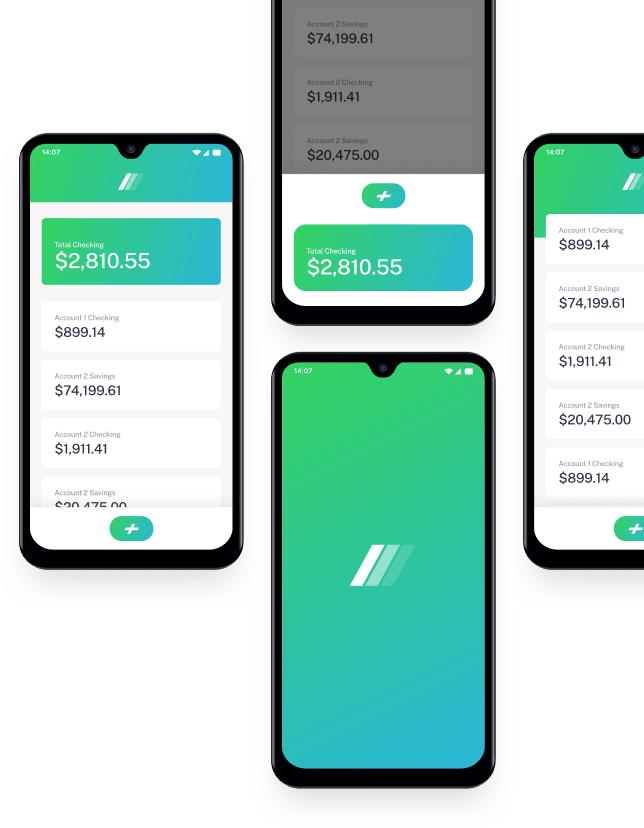 14:07
Total Checking
$2,810.55
Account 1 Checking
$899.14
Account 2 Savings
$74,199.61
Account 2 Checking
$1,911.41
Account 2 Savings
$20,475.00
Account 2 Savings
$74,199.61
Account 2 Checking
$1,911.41
Account 2 Savings
$20,475.00
Total Checking
$2,810.55
14:07
14:07
Account 1 Checking
$899.14
Account 2 Savings
$74,199.61
Account 2 Checking
$1,911.41
Account 2 Savings
$20,475.00
Account 1 Checking
$899.14